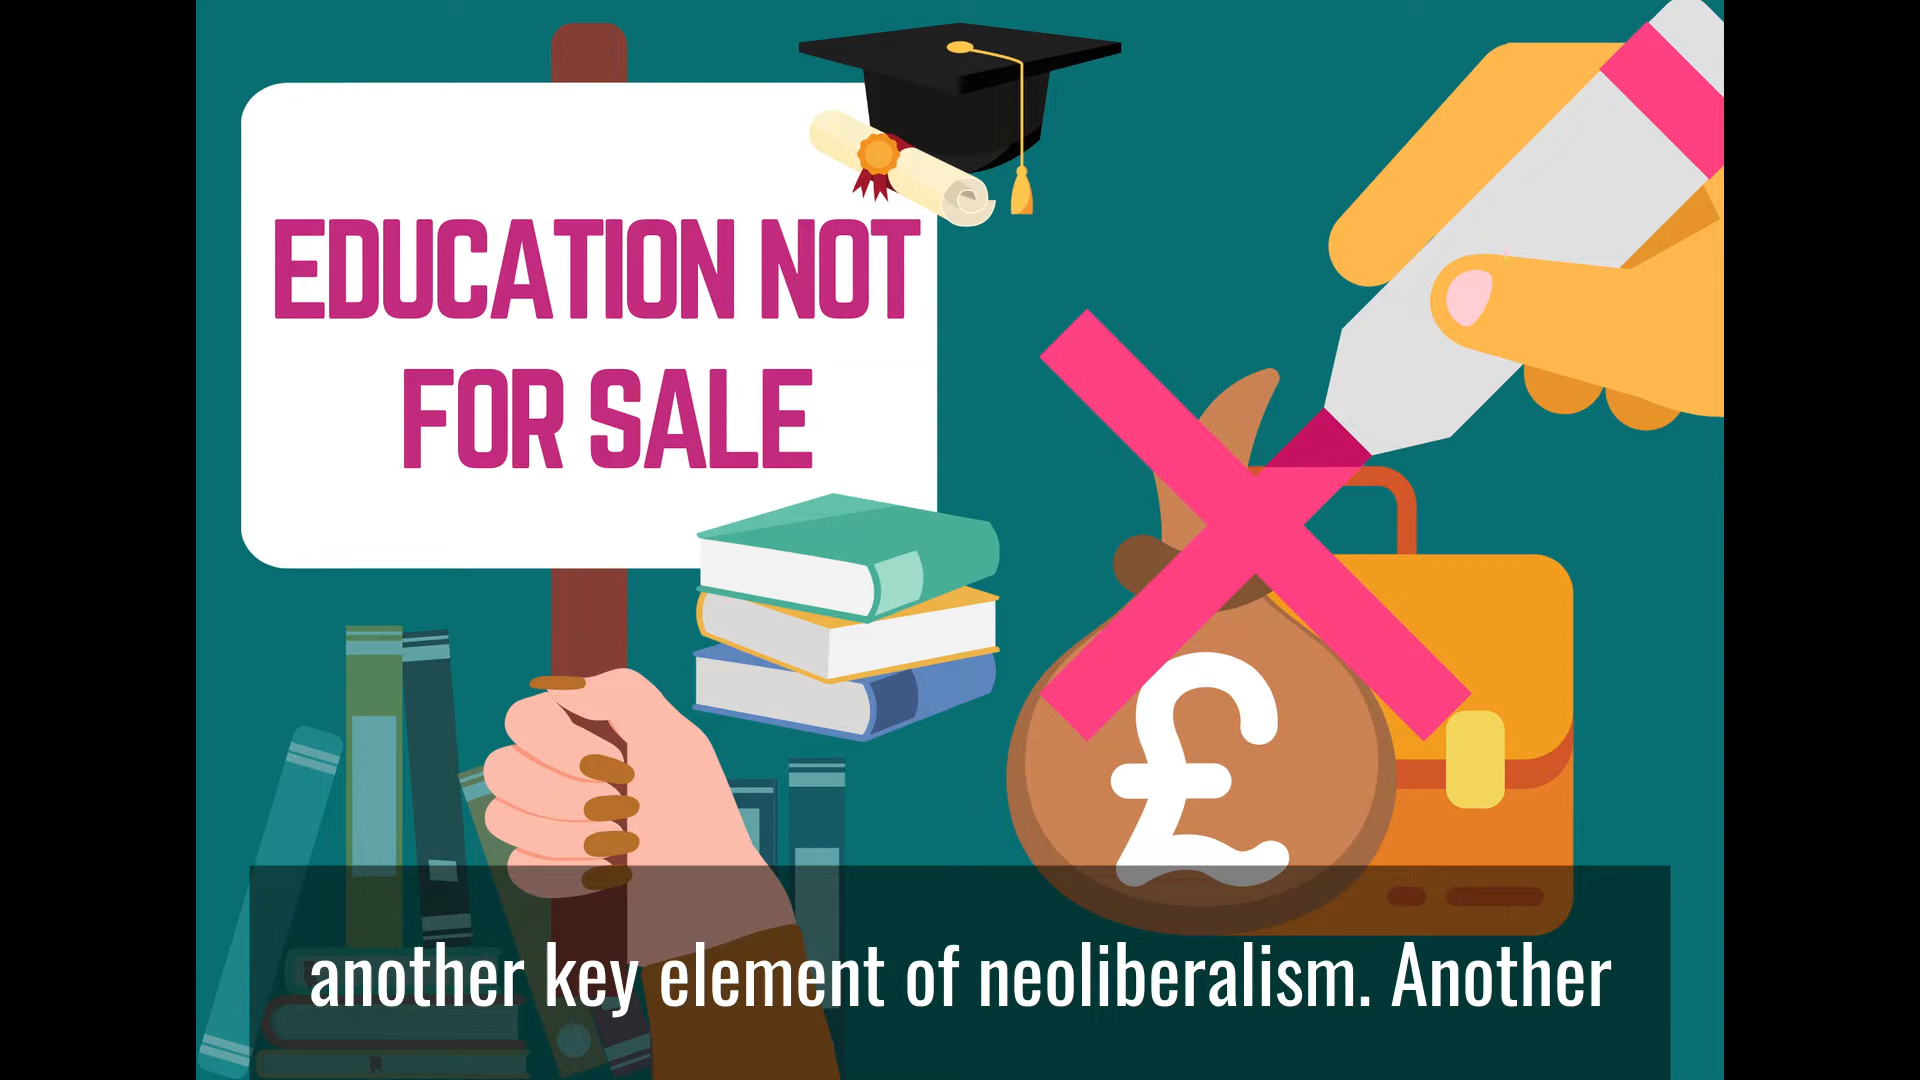 EDUCATION NOT
FOR SALE
£
another key element of neoliberalism. Another